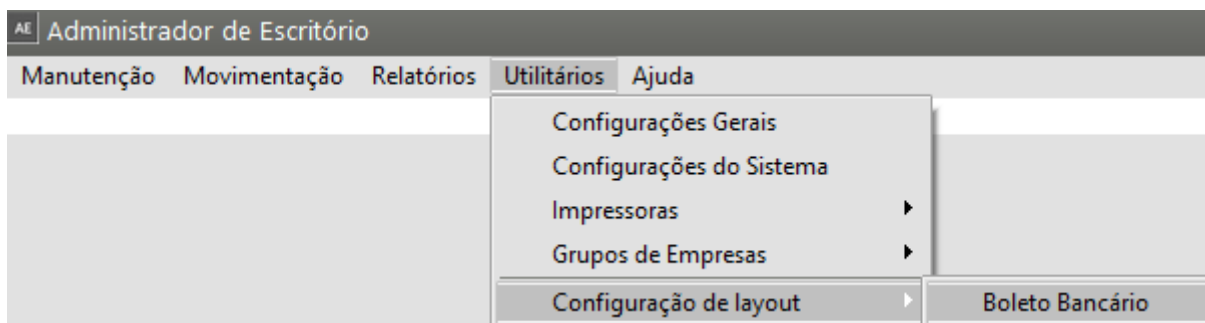 AE Administrador de Escritório
Manutenção Movimentação Relatórios Utilitários Ajuda
Configurações Gerais
Configurações do Sistema
Impressoras
Grupos de Empresas
Configuração de layout Boleto Bancário